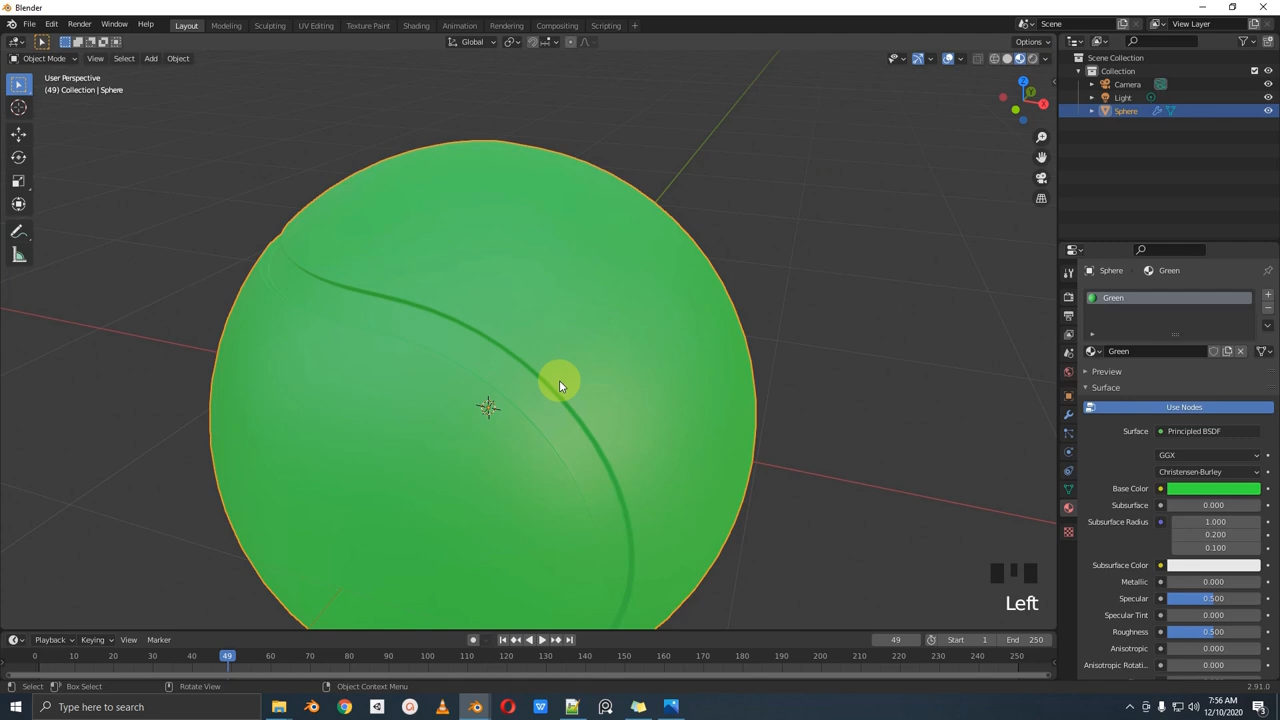 Blender
File Edit Render Window Help Layout Modeling Sculpting UV Editing Texture Paint Shading Animation Rendering Compositing Scripting + Scene View Layer
Global Options
Object Mode View Select Add Object
User Perspective
(49) Collection | Sphere
Scene Collection
Collection
Camera
Light
Sphere
X
Y
Z
Sphere Green
Green
Green
Preview
Surface
Use Nodes
Surface Principled BSDF
GGX
Christensen-Burley
Base Color
Subsurface 0.000
Subsurface Radius 1.000
0.200
0.100
Subsurface Color
Metallic 0.000
Specular 0.500
Specular Tint 0.000
Roughness 0.500
Anisotropic 0.000
Anisotropic Rotati.. 0.000
Left
Playback Keying View Marker 49 Start 1 End 250
0 10 20 30 40 49 60 70 80 90 100 110 120 130 140 150 160 170 180 190 200 210 220 230 240 250
Select Box Select Rotate View Object Context Menu 2.91.0
Type here to search
7:56 AM
12/10/2020